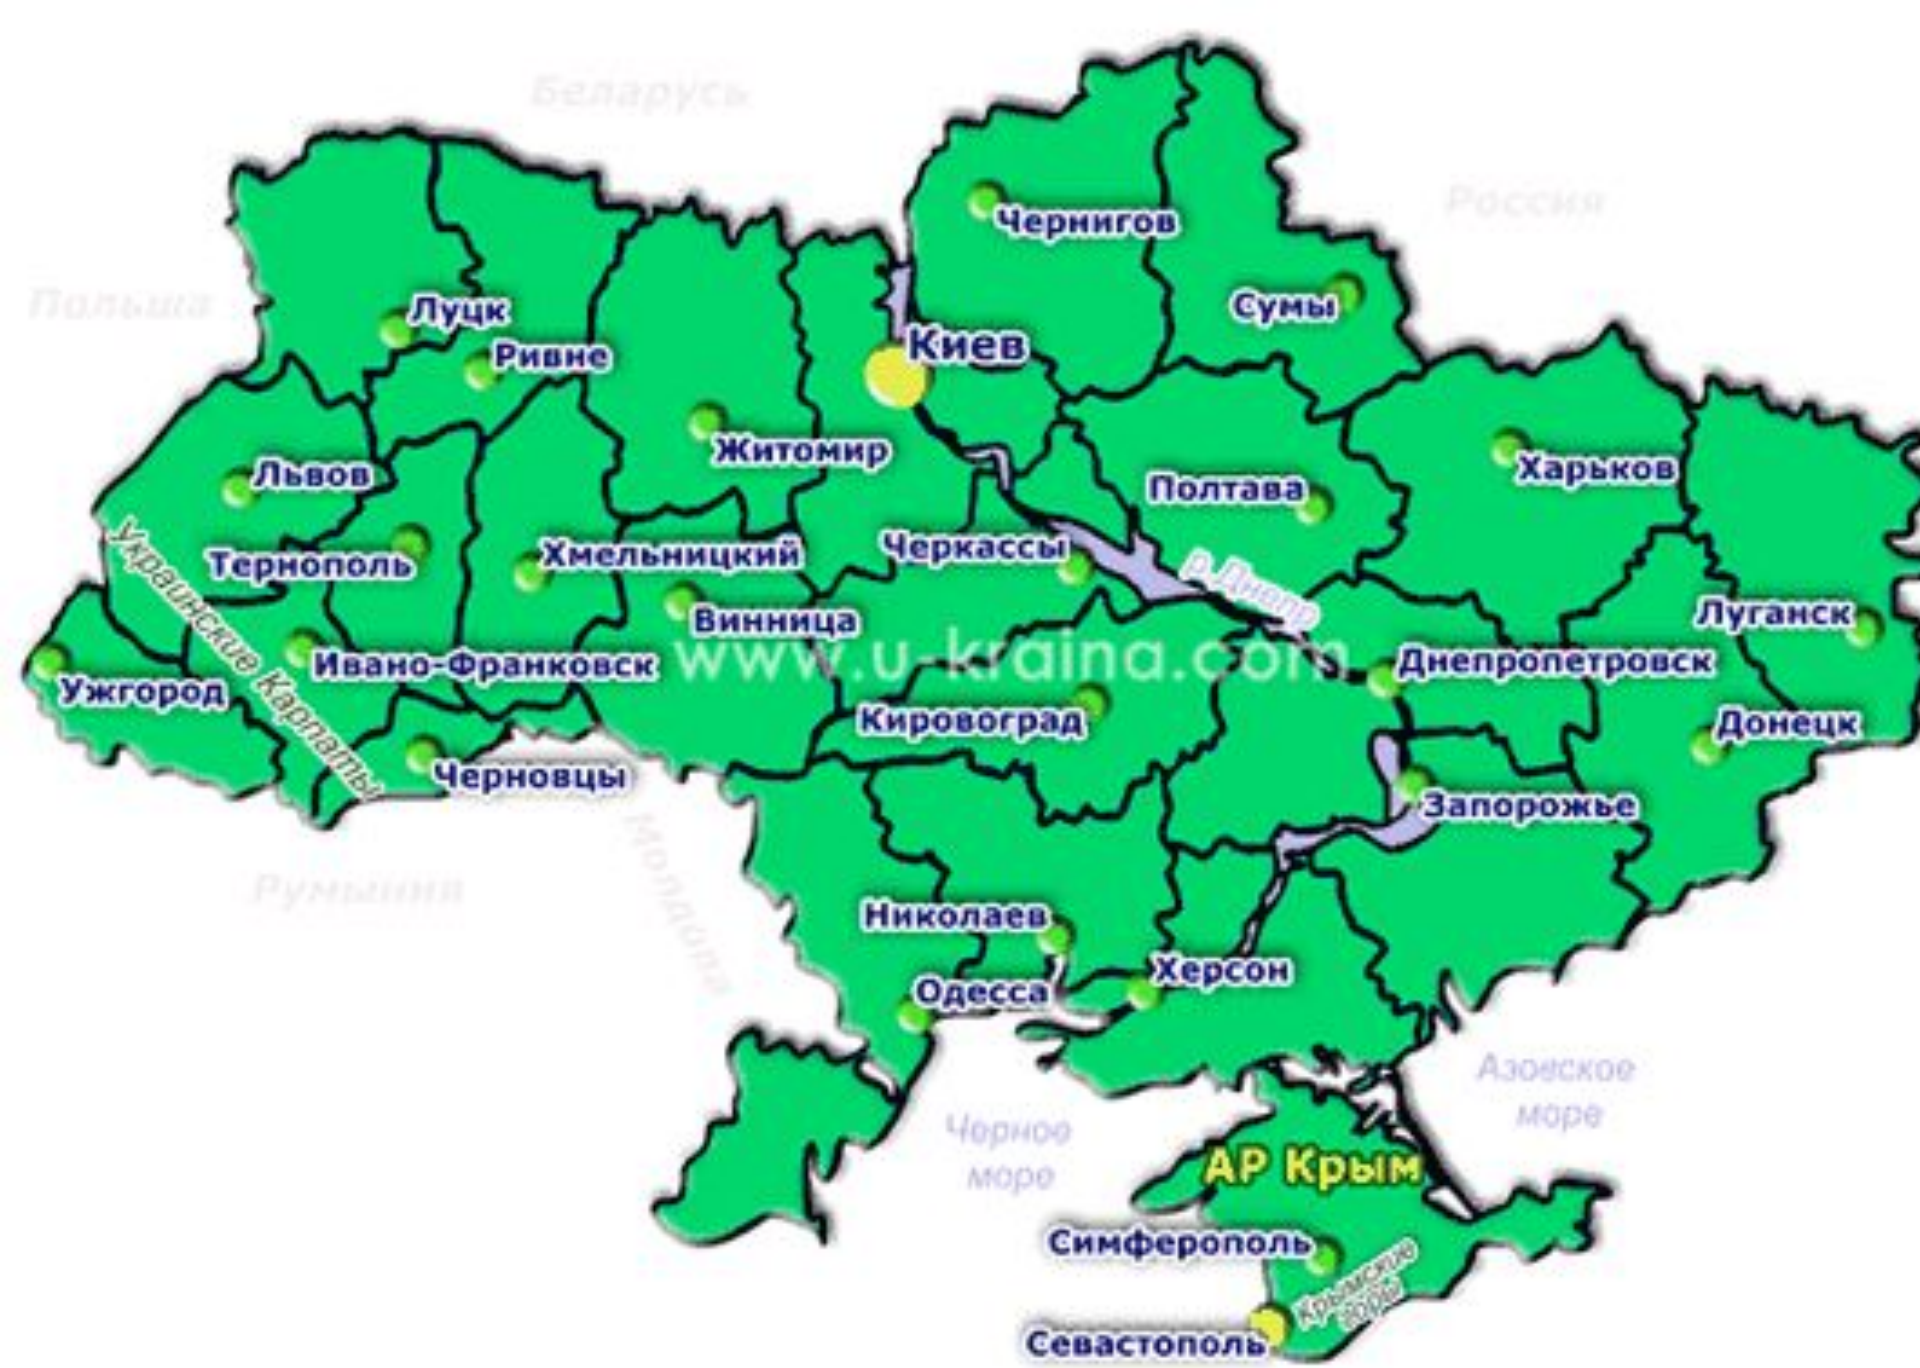 Беларусь
Россия
Чернигов
Польша
Сумы
Луцк
Киев
Ривне
Житомир
Львов
Харьков
Полтава
Украинские Карпаты
Тернополь
Хмельницкий
Черкассы
р.Днепр
Винница
Луганск
www.u-kraina.com
Ужгород
Ивано-Франковск
Днепропетровск
Кировоград
Донецк
Черновцы
Запорожье
Румыния
Молдова
Николаев
Херсон
Одесса
Азовское
море
Черное
море
АР Крым
Симферополь
Крымские
горы
Севастополь